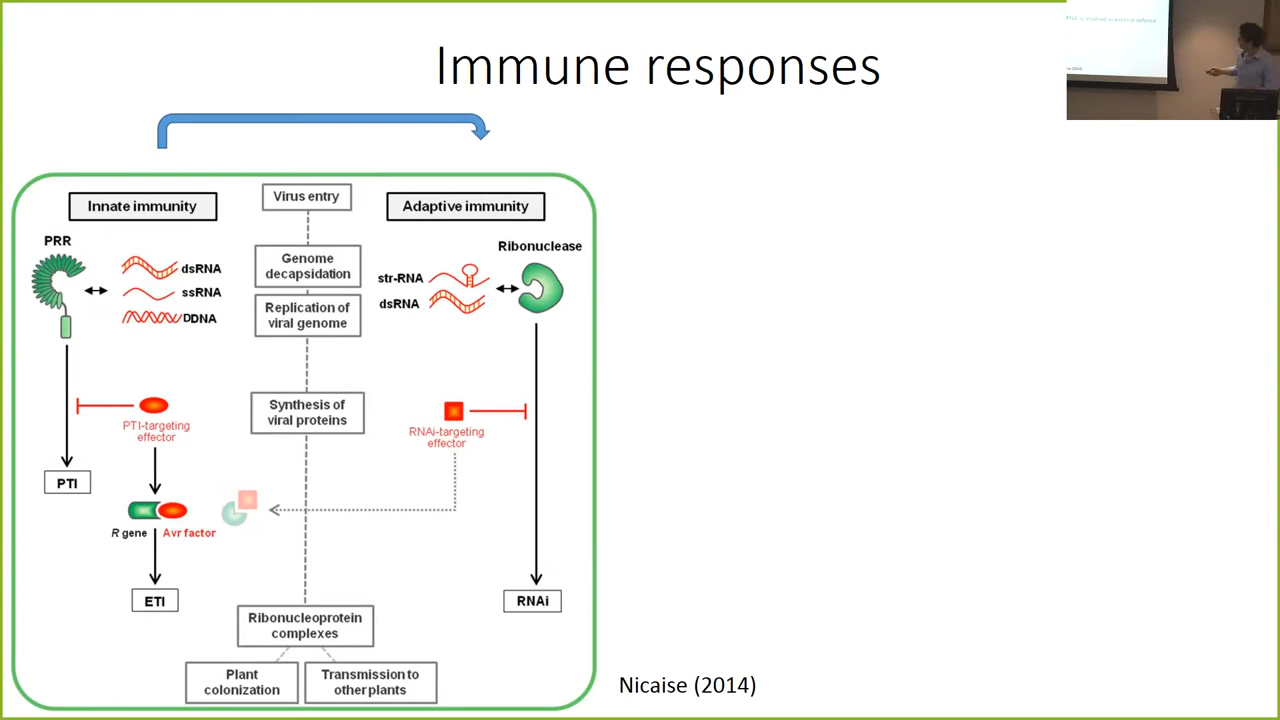 Immune responses
Innate immunity
Virus entry
Adaptive immunity
PRR
Ribonuclease
dsRNA
ssRNA
DDNA
Genome
decapsidation
str-RNA
dsRNA
Replication of
viral genome
PTI-targeting
effector
Synthesis of
viral proteins
RNAi-targeting
effector
PTI
R gene
Avr factor
ETI
RNAi
Ribonucleoprotein
complexes
Plant
colonization
Transmission to
other plants
Nicaise (2014)